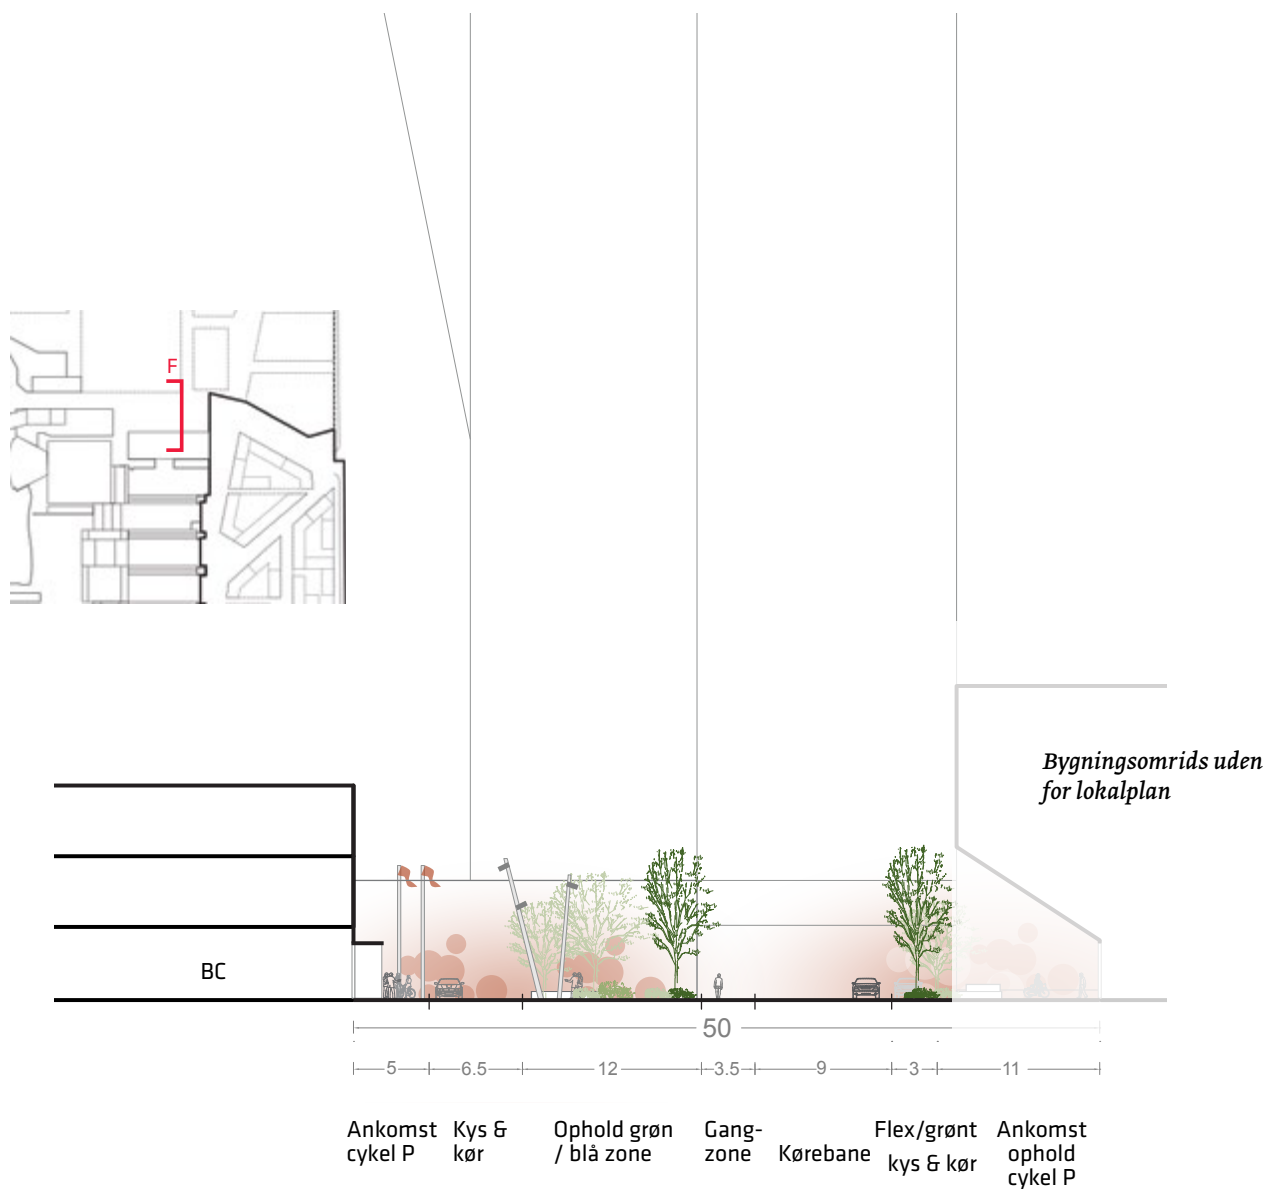 F
Bygningsomrids uden
for lokalplan
BC
50
5 6.5 12 3.5 9 3 11
Ankomst
cykel P
Kys &
kør
Ophold grøn
/ blå zone
Gang-
zone
Kørebane
Flex/grønt
kys & kør
Ankomst
ophold
cykel P